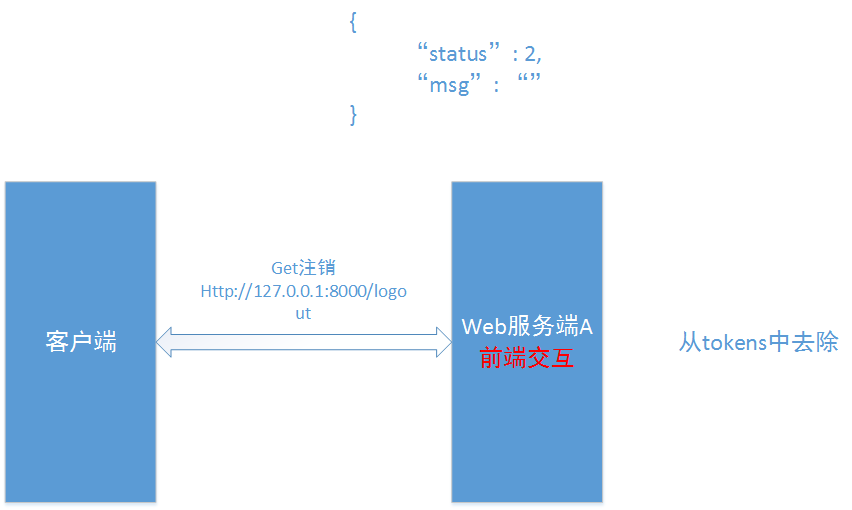 {
“status”: 2,
“msg”: “”
}
Get注销
Http://127.0.0.1:8000/logo
ut
客户端
Web服务端A
前端交互
从tokens中去除